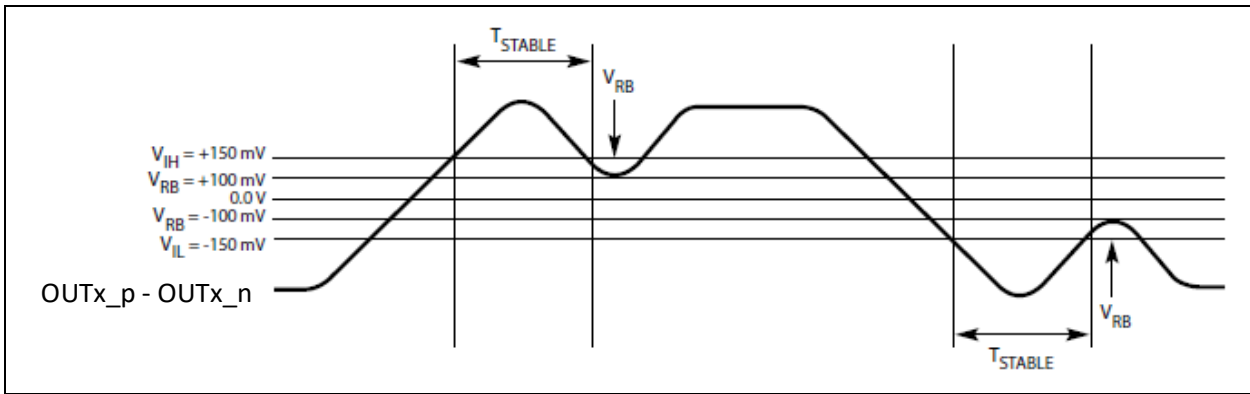 T_STABLE
V_RB
V_IH = +150 mV
V_RB = +100 mV
0.0 V
V_RB = -100 mV
V_IL = -150 mV
OUTx_p - OUTx_n
V_RB
T_STABLE